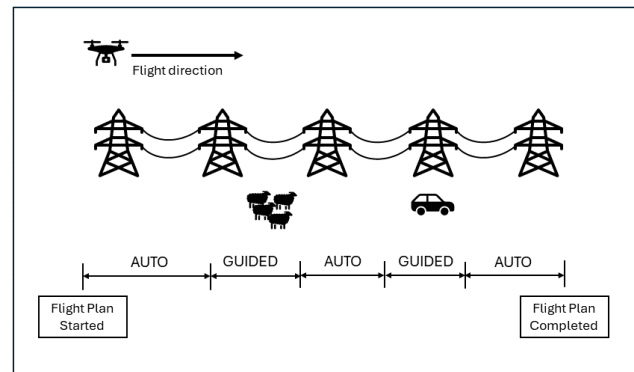 Flight direction
AUTO
GUIDED
AUTO
GUIDED
AUTO
Flight Plan
Started
Flight Plan
Completed